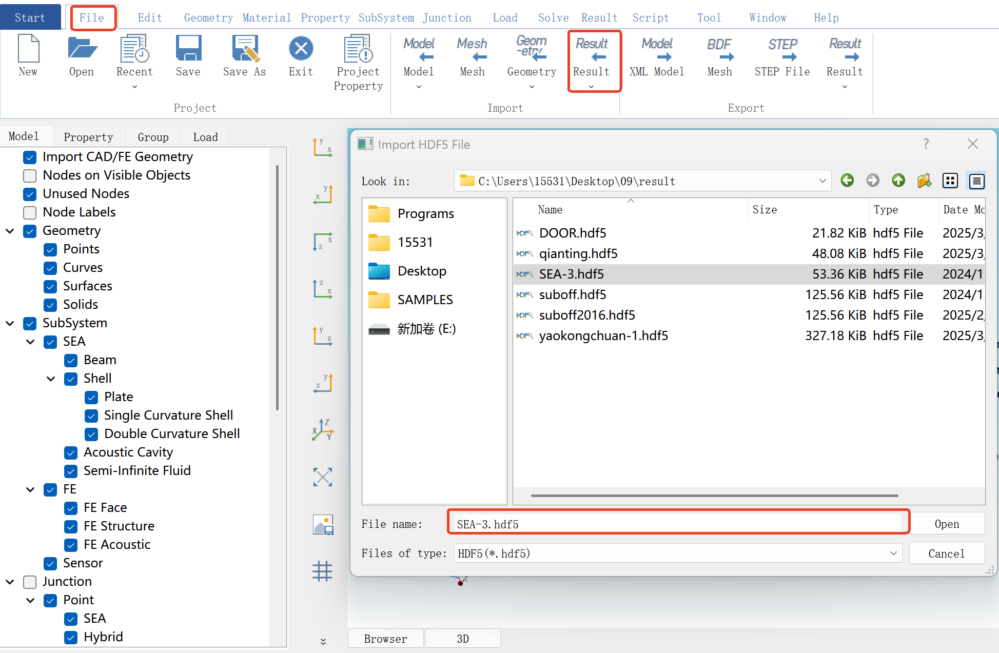 Start File Edit Geometry Material Property SubSystem Junction Load Solve Result Script Tool Window Help
Model Mesh Geom -etry Result Model BDF STEP Result
New Open Recent Save Save As Exit Project Property Model Mesh Geometry Result XML Model Mesh STEP File Result
Project Import Export
Model Property Group Load
Import CAD/FE Geometry
Nodes on Visible Objects
Unused Nodes
Node Labels
Geometry
Points
Curves
Surfaces
Solids
SubSystem
SEA
Beam
Shell
Plate
Single Curvature Shell
Double Curvature Shell
Acoustic Cavity
Semi-Infinite Fluid
FE
FE Face
FE Structure
FE Acoustic
Sensor
Junction
Point
SEA
Hybrid
y x
y x
x z
z x
y z
y z
Z X Y
Import HDF5 File ?
Look in: C:\Users\15531\Desktop\09\result
Programs
15531
Desktop
SAMPLES
新加卷 (E:)
Name Size Type Date Mo
DOOR.hdf5 21.82 KiB hdf5 File 2025/3/
qianting.hdf5 48.08 KiB hdf5 File 2025/3/
SEA-3.hdf5 53.36 KiB hdf5 File 2024/1
suboff.hdf5 125.56 KiB hdf5 File 2024/1
suboff2016.hdf5 125.56 KiB hdf5 File 2025/2/
yaokongchuan-1.hdf5 327.18 KiB hdf5 File 2025/3/
File name: SEA-3.hdf5 Open
Files of type: HDF5(*.hdf5) Cancel
x
Browser 3D